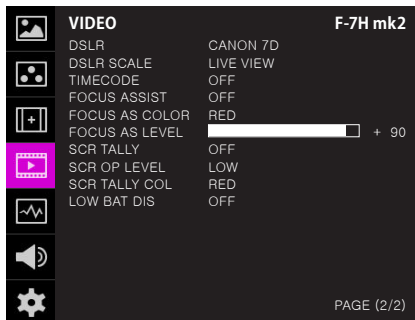 VIDEO F-7H mk2
DSLR CANON 7D
DSLR SCALE LIVE VIEW
TIMECODE OFF
FOCUS ASSIST OFF
FOCUS AS COLOR RED
FOCUS AS LEVEL + 90
SCR TALLY OFF
SCR OP LEVEL LOW
SCR TALLY COL RED
LOW BAT DIS OFF
PAGE (2/2)